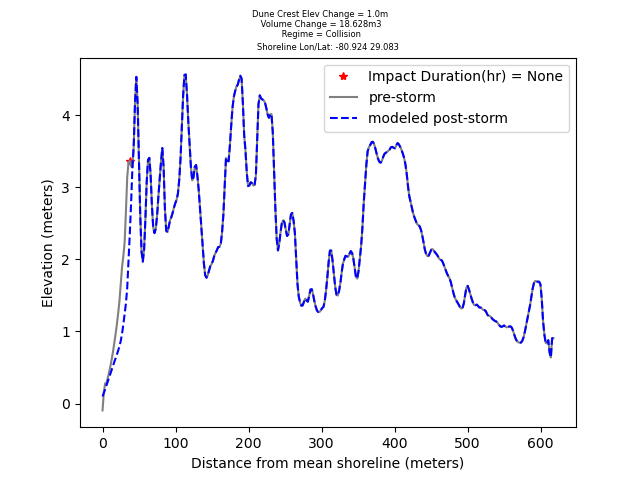 Dune Crest Elev Change = 1.0m
Volume Change = 18.628m3
Regime = Collision
Shoreline Lon/Lat: -80.924 29.083
Impact Duration(hr) = None
pre-storm
modeled post-storm
Elevation (meters)
4
3
2
1
0
0 100 200 300 400 500 600
Distance from mean shoreline (meters)